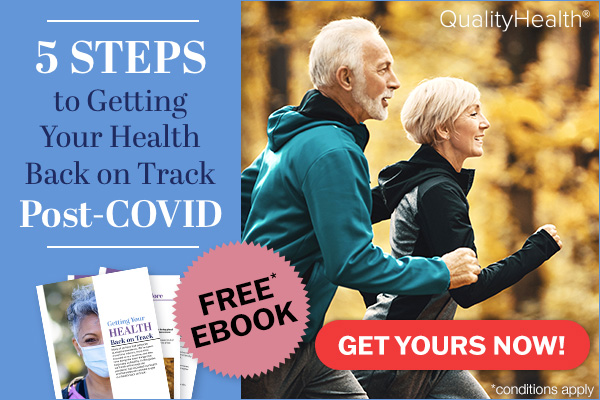 5 STEPS
to Getting
Your Health
Back on Track
Post-COVID
QualityHealth®
Getting Your
HEALTH
Back on Track
FREE*
EBOOK
GET YOURS NOW!
*conditions apply